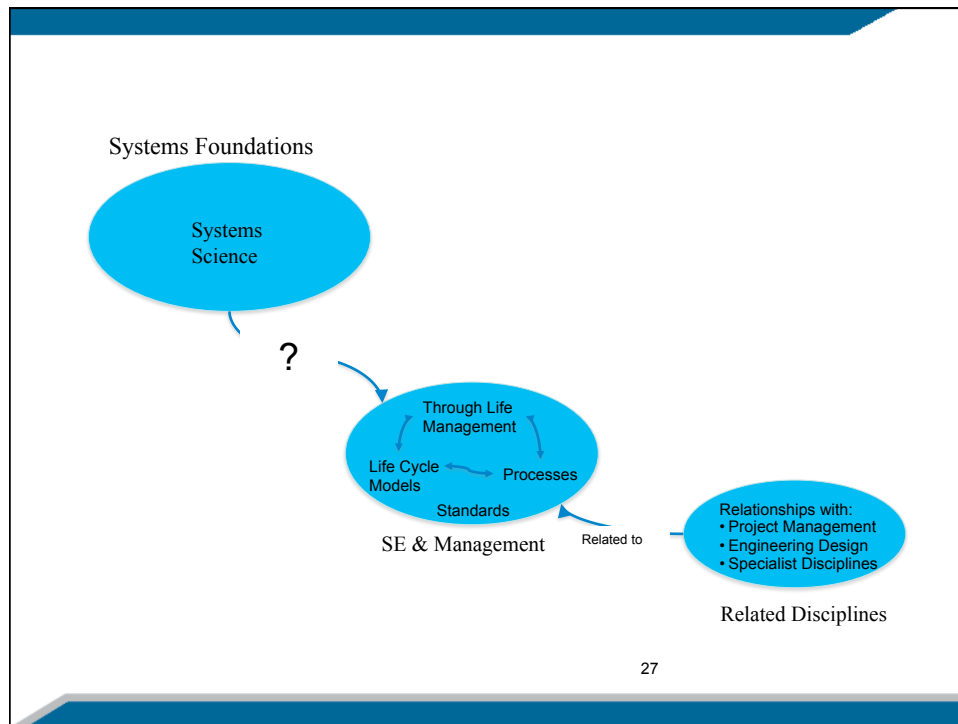 Systems Foundations
Systems
Science
?
Through Life
Management
Life Cycle
Models
Processes
Standards
SE & Management
Related to
Relationships with:
• Project Management
• Engineering Design
• Specialist Disciplines
Related Disciplines
27